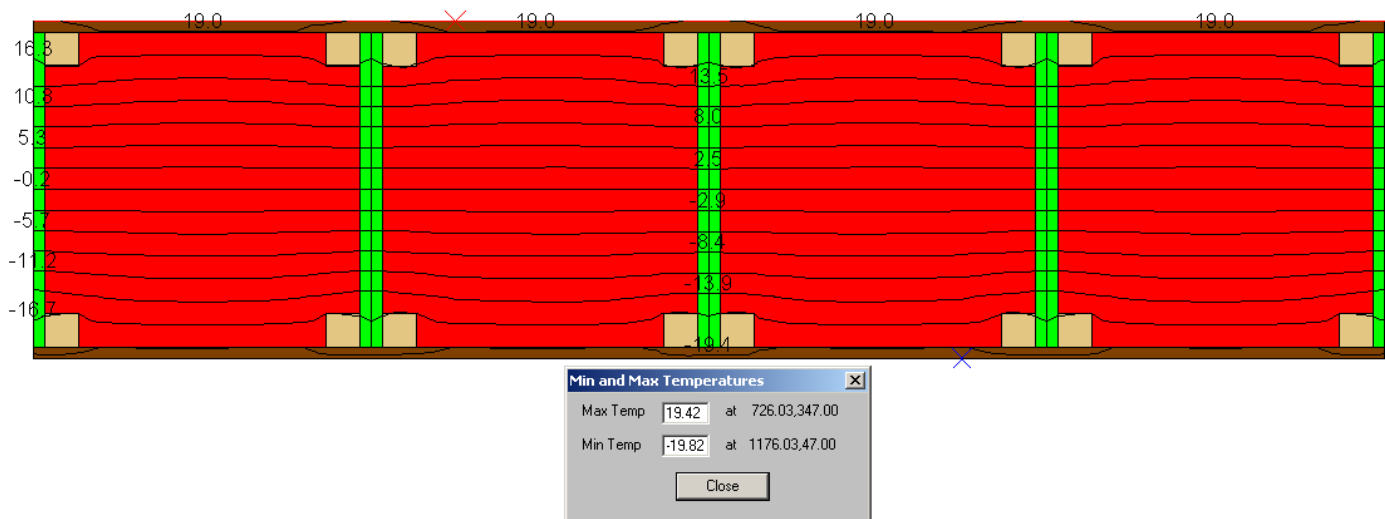 19.0 19.0 19.0 19.0
16.3
13.5
10.8
8.0
5.3
2.5
-0.2
-2.9
-5.7
-8.4
-11.2
-13.9
-16.7
-19.4
Min and Max Temperatures
Max Temp 19.42 at 726.03,347.00
Min Temp -19.82 at 1176.03,47.00
Close